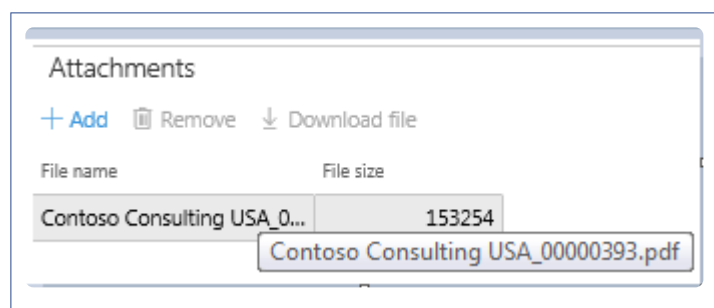 Attachments
+ Add Remove Download file
File name File size
Contoso Consulting USA_0... 153254
Contoso Consulting USA_00000393.pdf